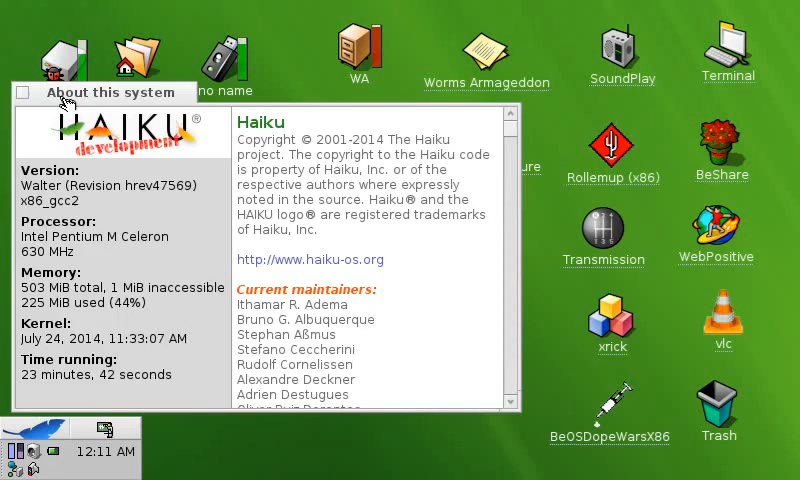 no name
WA
Worms Armageddon
SoundPlay
Terminal
About this system
HAIKU®
development
Version:
Walter (Revision hrev47569)
x86_gcc2
Processor:
Intel Pentium M Celeron
630 MHz
Memory:
503 MiB total, 1 MiB inaccessible
225 MiB used (44%)
Kernel:
July 24, 2014, 11:33:07 AM
Time running:
23 minutes, 42 seconds
Haiku
Copyright © 2001-2014 The Haiku
project. The copyright to the Haiku code
is property of Haiku, Inc. or of the
respective authors where expressly
noted in the source. Haiku® and the
HAIKU logo® are registered trademarks
of Haiku, Inc.
http://www.haiku-os.org
Current maintainers:
Ithamar R. Adema
Bruno G. Albuquerque
Stephan Aßmus
Stefano Ceccherini
Rudolf Cornelissen
Alexandre Deckner
Adrien Destugues
ure
Rollemup (x86)
BeShare
Transmission
WebPositive
xrick
vlc
BeOSDopeWarsX86
Trash
12:11 AM